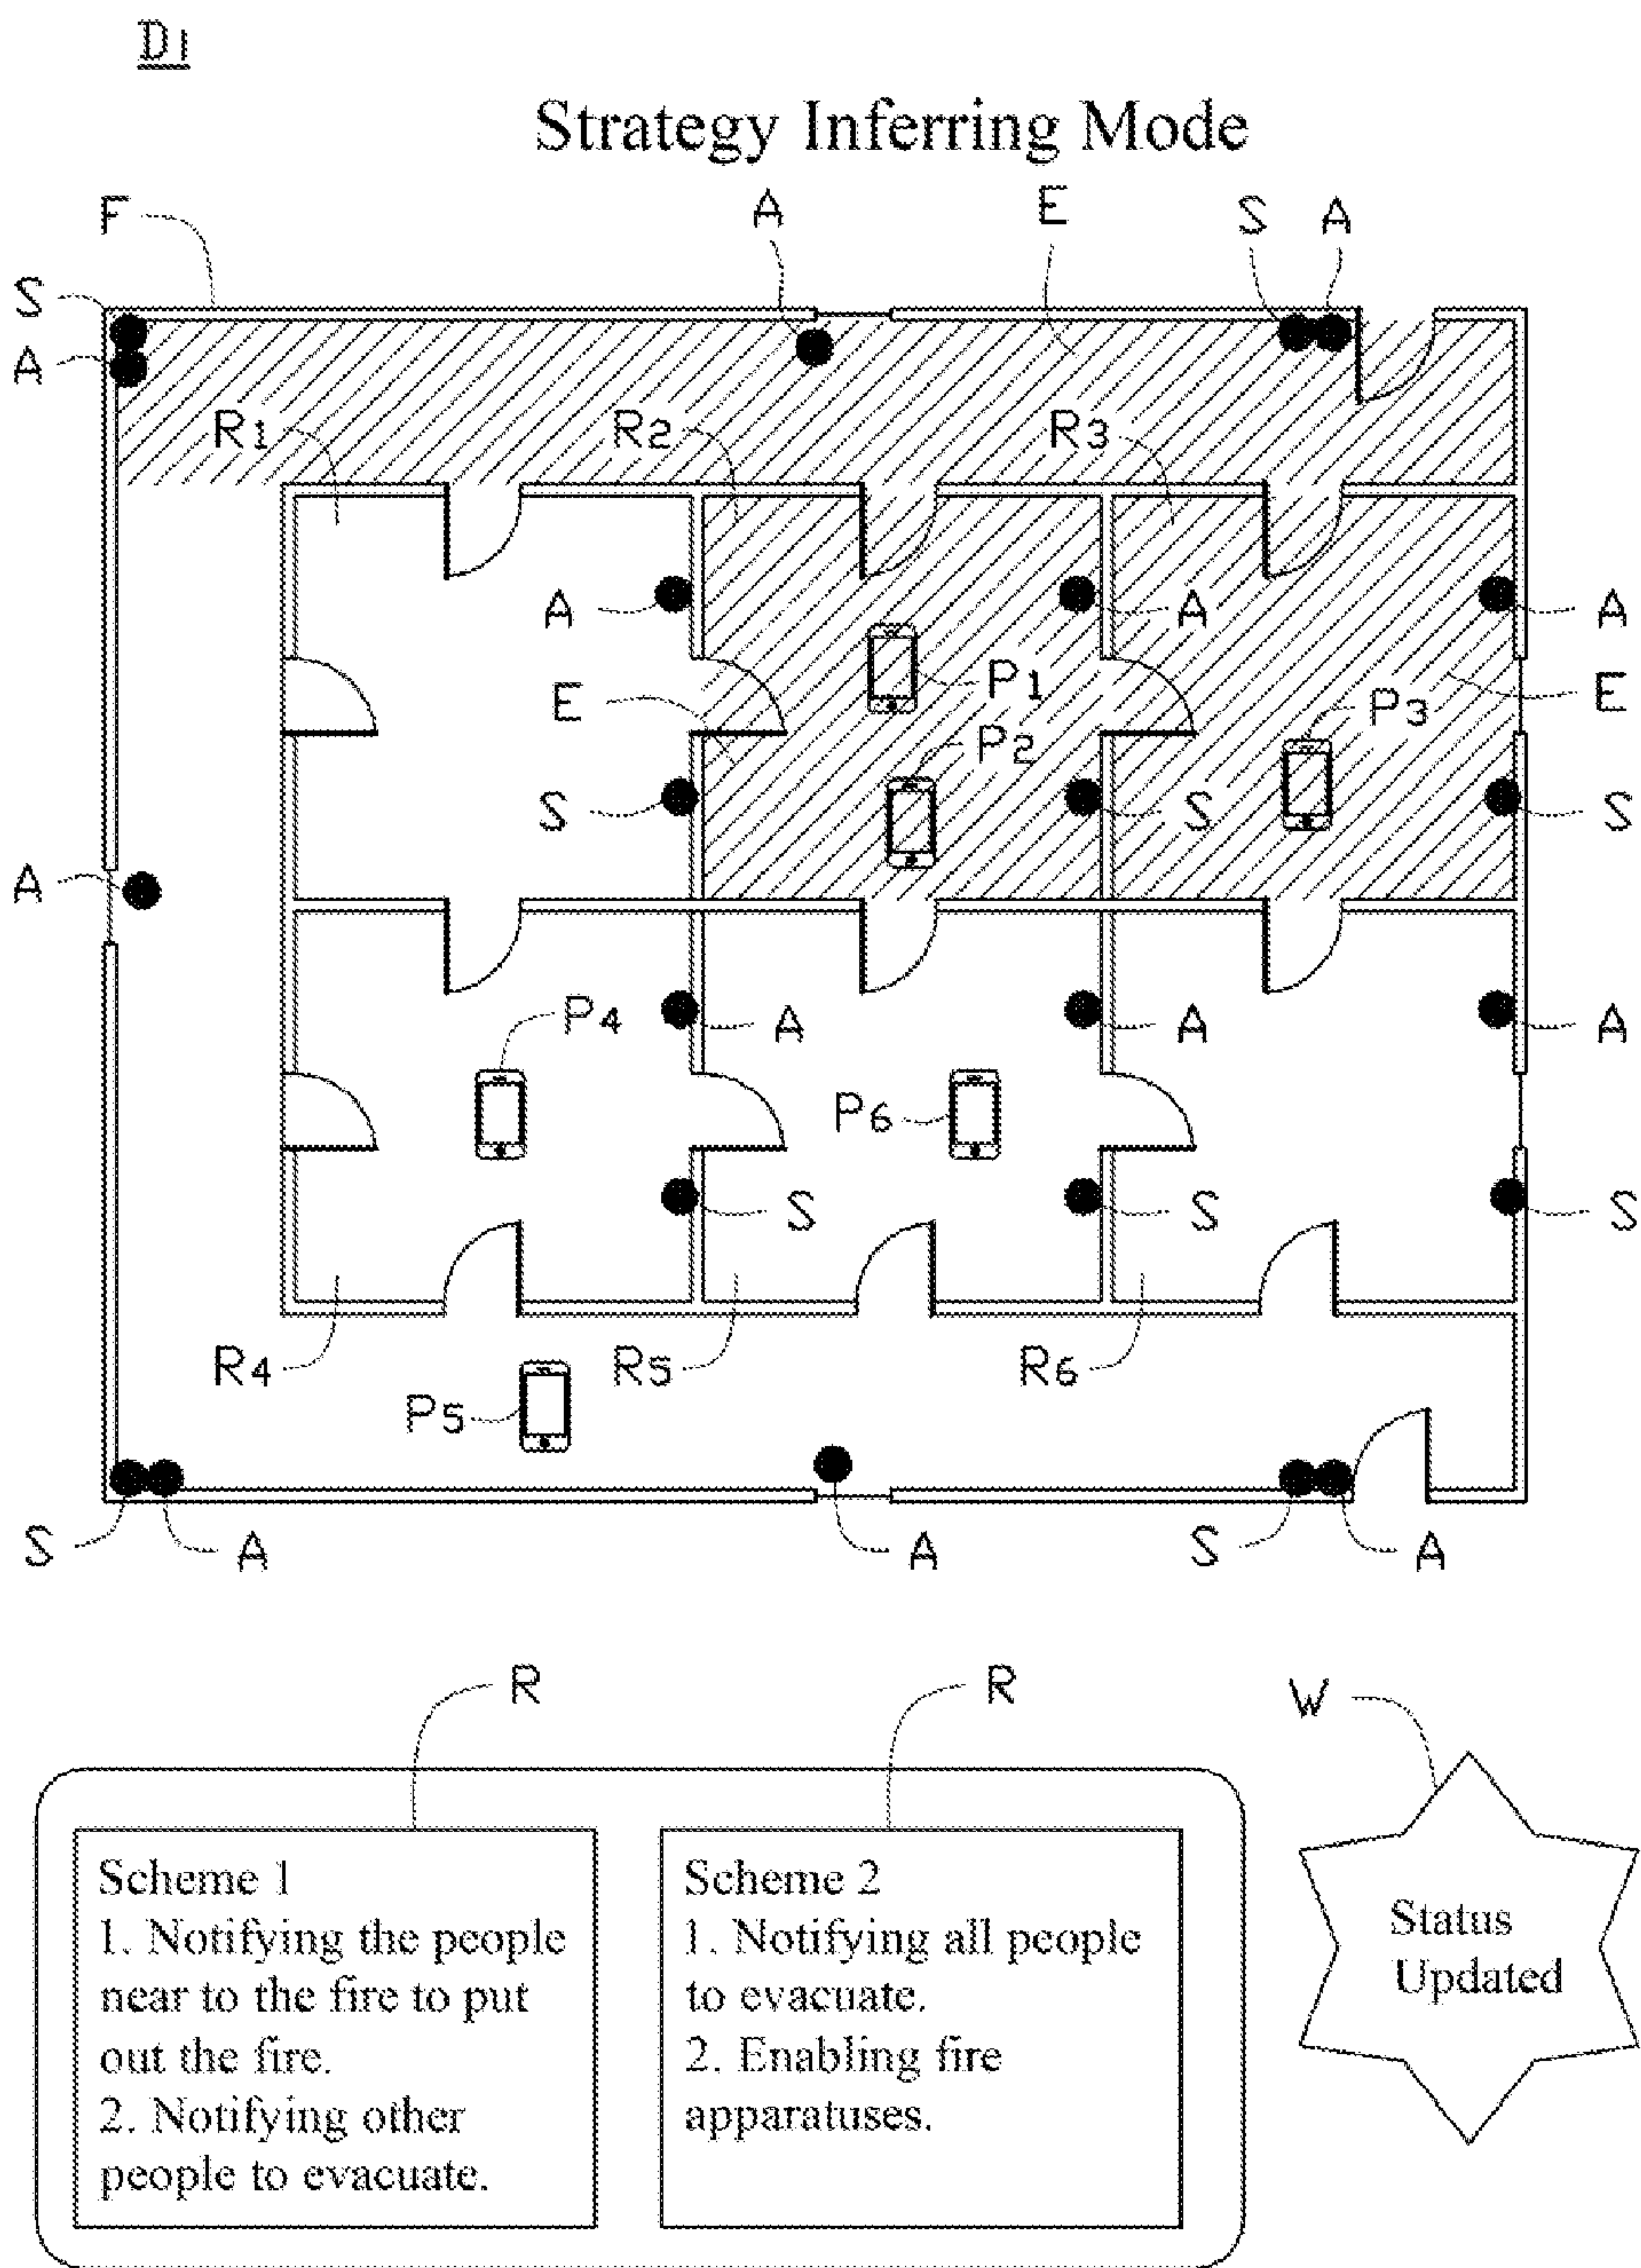 D1
Strategy Inferring Mode
F
A
E
S
A
S
A
R1
R2
R3
A
A
A
E
P1
E
P3
P2
S
S
S
A
P4
A
A
A
P6
S
S
S
R4
R5
R6
P5
S
A
A
S
A
R
R
W
Scheme 1
1. Notifying the people
near to the fire to put
out the fire.
2. Notifying other
people to evacuate.
Scheme 2
1. Notifying all people
to evacuate.
2. Enabling fire
apparatuses.
Status
Updated